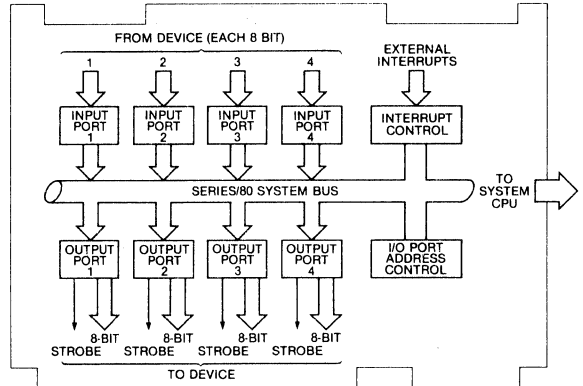 FROM DEVICE (EACH 8 BIT)
1 2 3 4
EXTERNAL
INTERRUPTS
INPUT
PORT
1
INPUT
PORT
2
INPUT
PORT
3
INPUT
PORT
4
INTERRUPT
CONTROL
SERIES/80 SYSTEM BUS
TO
SYSTEM
CPU
OUTPUT
PORT
1
OUTPUT
PORT
2
OUTPUT
PORT
3
OUTPUT
PORT
4
I/O PORT
ADDRESS
CONTROL
8-BIT 8-BIT 8-BIT 8-BIT
STROBE STROBE STROBE STROBE
TO DEVICE